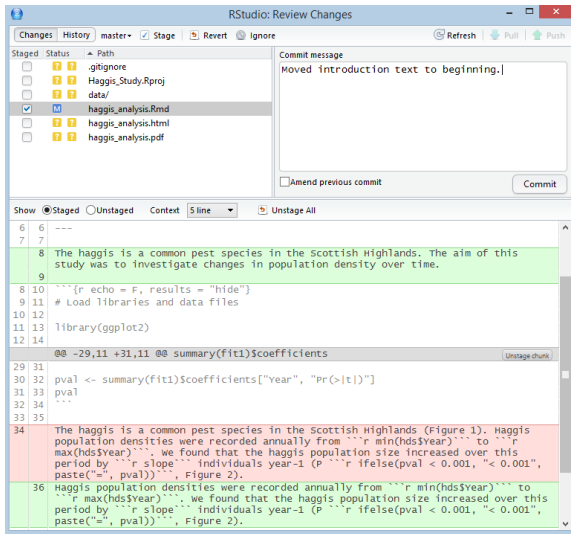 RStudio: Review Changes
Changes History master Stage Revert Ignore Refresh Pull Push
Staged Status Path
? ? .gitignore
? ? Haggis_Study.Rproj
? ? data/
M haggis_analysis.Rmd
? ? haggis_analysis.html
? ? haggis_analysis.pdf
Commit message
Moved introduction text to beginning.
Amend previous commit Commit
Show Staged Unstaged Context 5 line Unstage All
6 6 ---
7 7
8 The haggis is a common pest species in the Scottish Highlands. The aim of this
study was to investigate changes in population density over time.
9
8 10 ```{r echo = F, results = "hide"}
9 11 # Load libraries and data files
10 12
11 13 library(ggplot2)
12 14
@@ -29,11 +31,11 @@ summary(fit1)$coefficients Unstage chunk
29 31
30 32 pval <- summary(fit1)$coefficients["Year", "Pr(>|t|)"]
31 33 pval
32 34 ```
33 35
34 The haggis is a common pest species in the Scottish Highlands (Figure 1). Haggis
population densities were recorded annually from ```r min(hds$Year)``` to ```r
max(hds$Year)```. We found that the haggis population size increased over this
period by ```r slope``` individuals year-1 (P ```r ifelse(pval < 0.001, "< 0.001",
paste("=", pval))```, Figure 2).
36 Haggis population densities were recorded annually from ```r min(hds$Year)``` to
```r max(hds$Year)```. We found that the haggis population size increased over this
period by ```r slope``` individuals year-1 (P ```r ifelse(pval < 0.001, "< 0.001",
paste("=", pval))```, Figure 2).